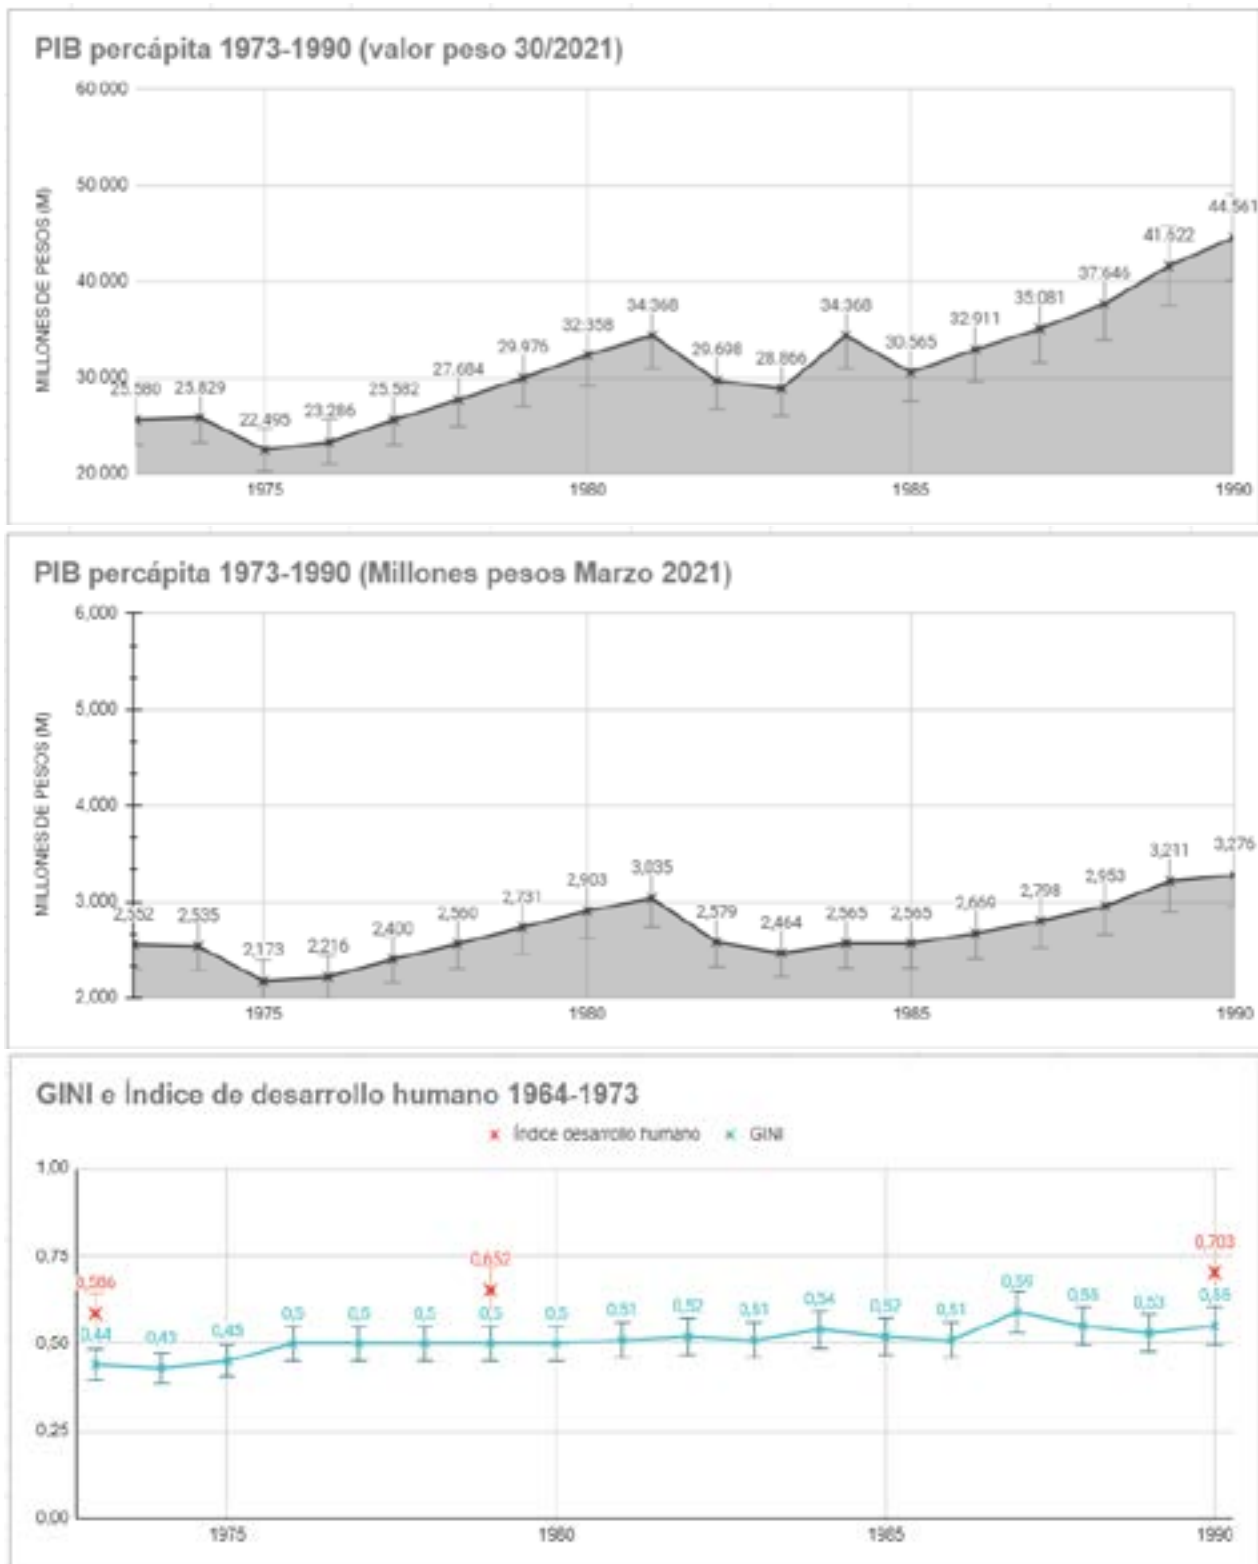 PIB percápita 1973-1990 (valor peso 30/2021)
MILLONES DE PESOS (M)
60.000
50.000
40.000
30.000
20.000
25.580 25.829 22.495 23.286 25.582 27.684 29.976 32.358 34.368 29.698 28.866 34.368 30.565 32.911 35.081 37.646 41.622 44.561
1975 1980 1985 1990
PIB percápita 1973-1990 (Millones pesos Marzo 2021)
MILLONES DE PESOS (M)
6,000
5,000
4,000
3,000
2,000
2,552 2,535 2,173 2,216 2,400 2,560 2,731 2,903 3,035 2,579 2,464 2,565 2,565 2,669 2,798 2,953 3,211 3,276
1975 1980 1985 1990
GINI e Índice de desarrollo humano 1964-1973
Índice desarrollo humano GINI
1,00
0,75
0,50
0,25
0,00
0,586 0,652 0,703
0,44 0,43 0,45 0,5 0,5 0,5 0,5 0,5 0,51 0,52 0,51 0,54 0,52 0,51 0,59 0,55 0,53 0,55
1975 1980 1985 1990